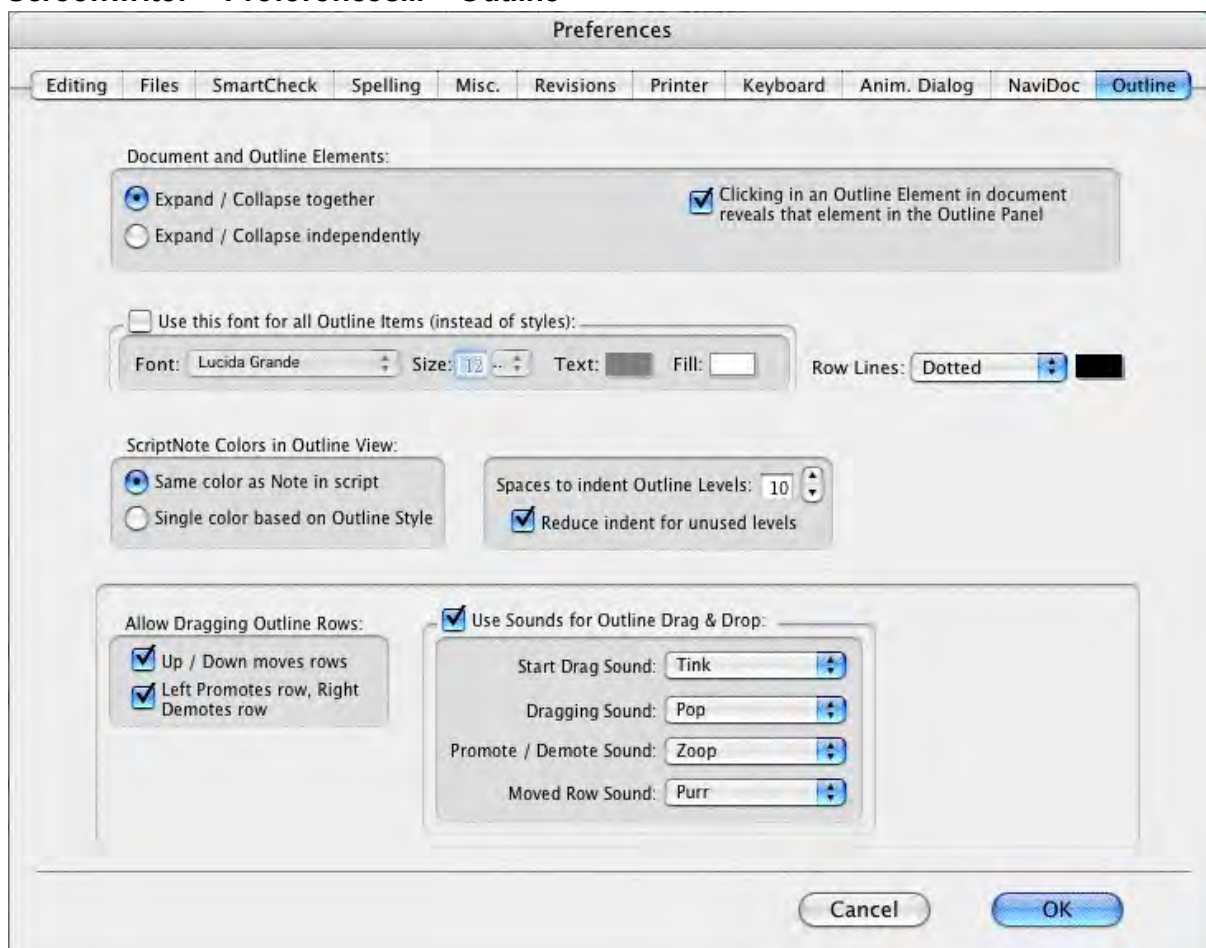 Preferences
Editing Files SmartCheck Spelling Misc. Revisions Printer Keyboard Anim. Dialog NaviDoc Outline
Document and Outline Elements:
Expand / Collapse together
Expand / Collapse independently
Clicking in an Outline Element in document
reveals that element in the Outline Panel
Use this font for all Outline Items (instead of styles):
Font: Lucida Grande Size: 12 Text: Fill:
Row Lines: Dotted
ScriptNote Colors in Outline View:
Same color as Note in script
Single color based on Outline Style
Spaces to indent Outline Levels: 10
Reduce indent for unused levels
Allow Dragging Outline Rows:
Up / Down moves rows
Left Promotes row, Right
Demotes row
Use Sounds for Outline Drag & Drop:
Start Drag Sound: Tink
Dragging Sound: Pop
Promote / Demote Sound: Zoop
Moved Row Sound: Purr
Cancel OK